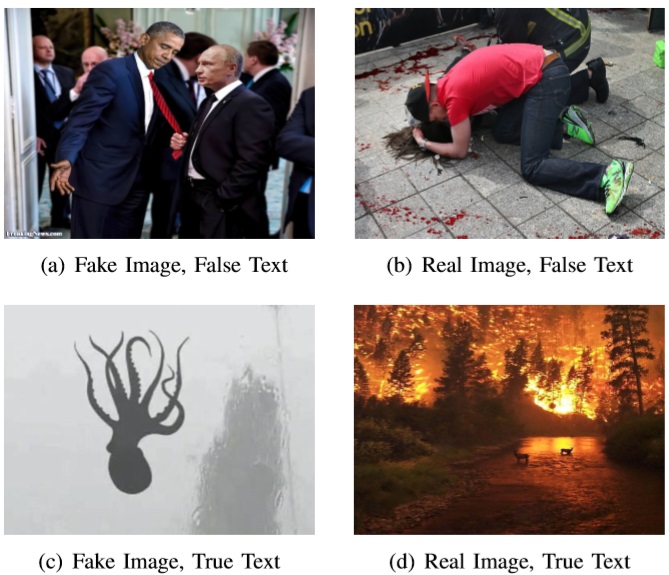 (a) Fake Image, False Text
(b) Real Image, False Text
(c) Fake Image, True Text
(d) Real Image, True Text